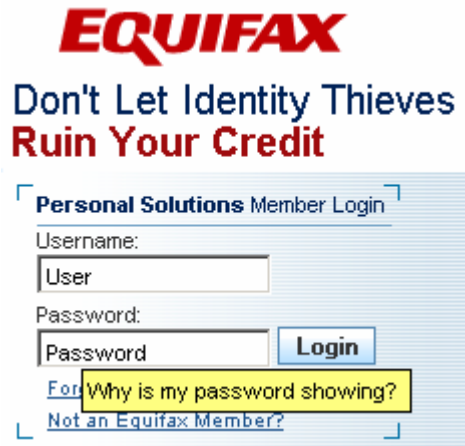 EQUIFAX
Don't Let Identity Thieves
Ruin Your Credit
Personal Solutions Member Login
Username:
User
Password:
Password Login
For
Why is my password showing?
Not an Equifax Member?